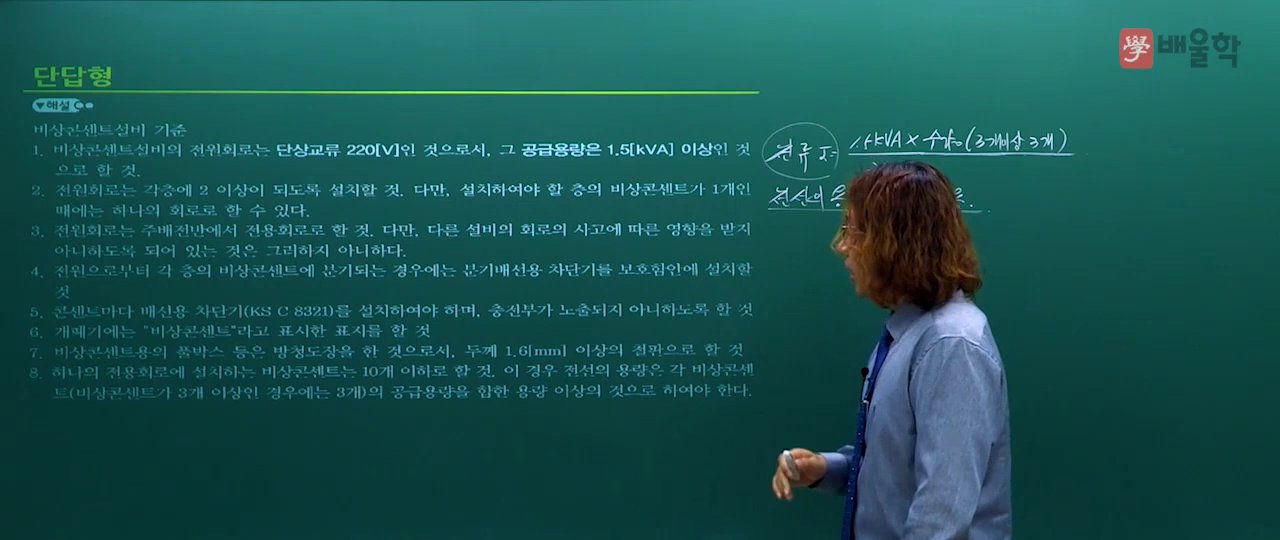 學 배울학
단답형
▼해설
비상콘센트설비 기준
1. 비상콘센트설비의 전원회로는 단상교류 220[V]인 것으로서, 그 공급용량은 1.5[kVA] 이상인 것
으로 할 것.
2. 전원회로는 각층에 2 이상이 되도록 설치할 것. 다만, 설치하여야 할 층의 비상콘센트가 1개인
때에는 하나의 회로로 할 수 있다.
3. 전원회로는 주배전반에서 전용회로로 할 것. 다만, 다른 설비의 회로의 사고에 따른 영향을 받지
아니하도록 되어 있는 것은 그러하지 아니하다.
4. 전원으로부터 각 층의 비상콘센트에 분기되는 경우에는 분기배선용 차단기를 보호함안에 설치할
것
5. 콘센트마다 배선용 차단기(KS C 8321)를 설치하여야 하며, 충전부가 노출되지 아니하도록 할 것
6. 개폐기에는 "비상콘센트"라고 표시한 표지를 할 것
7. 비상콘센트용의 풀박스 등은 방청도장을 한 것으로서, 두께 1.6[mm] 이상의 철판으로 할 것
8. 하나의 전용회로에 설치하는 비상콘센트는 10개 이하로 할 것. 이 경우 전선의 용량은 각 비상콘센
트(비상콘센트가 3개 이상인 경우에는 3개)의 공급용량을 합한 용량 이상의 것으로 하여야 한다.
전류 I= 1.5kVA × 수량(3개이상 3개)
전선의